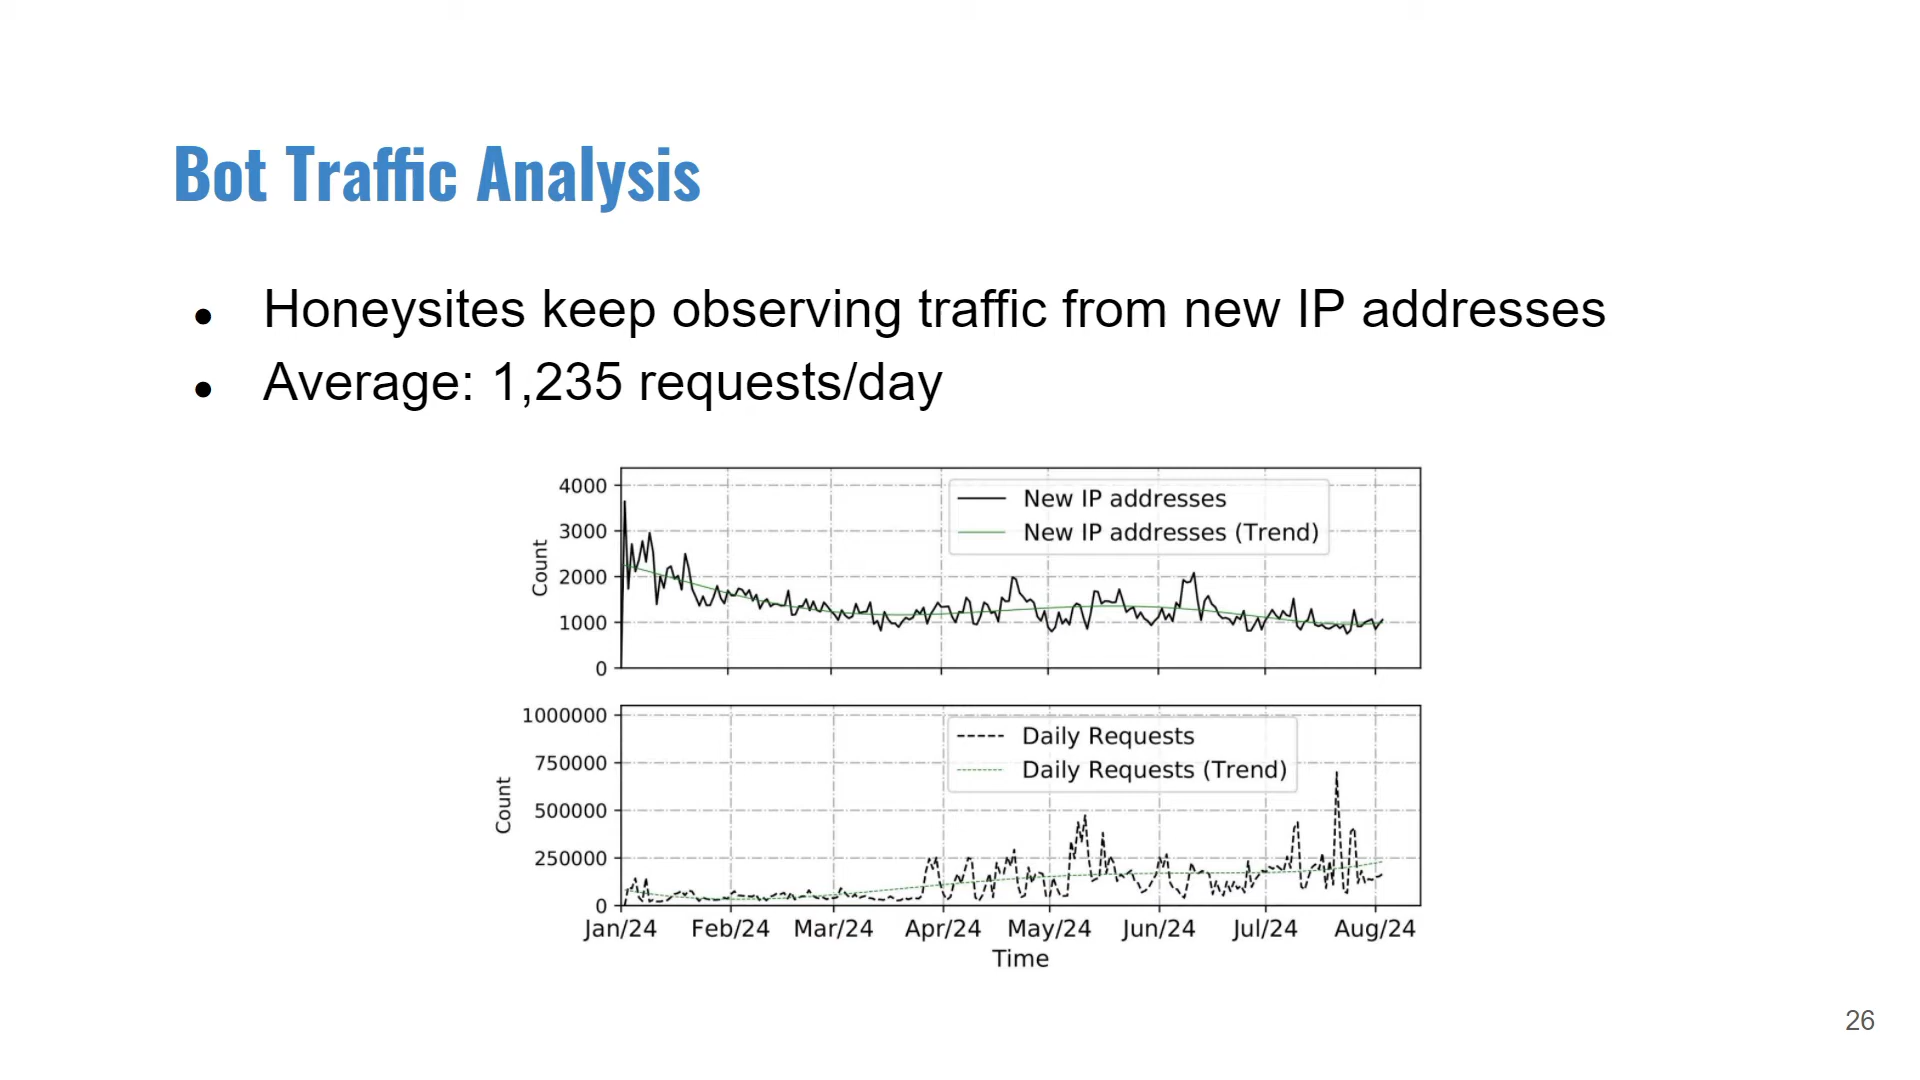 Bot Traffic Analysis
● Honeysites keep observing traffic from new IP addresses
● Average: 1,235 requests/day
4000
3000
2000
1000
0
Count
New IP addresses
New IP addresses (Trend)
1000000
750000
500000
250000
0
Count
Daily Requests
Daily Requests (Trend)
Jan/24 Feb/24 Mar/24 Apr/24 May/24 Jun/24 Jul/24 Aug/24
Time
26